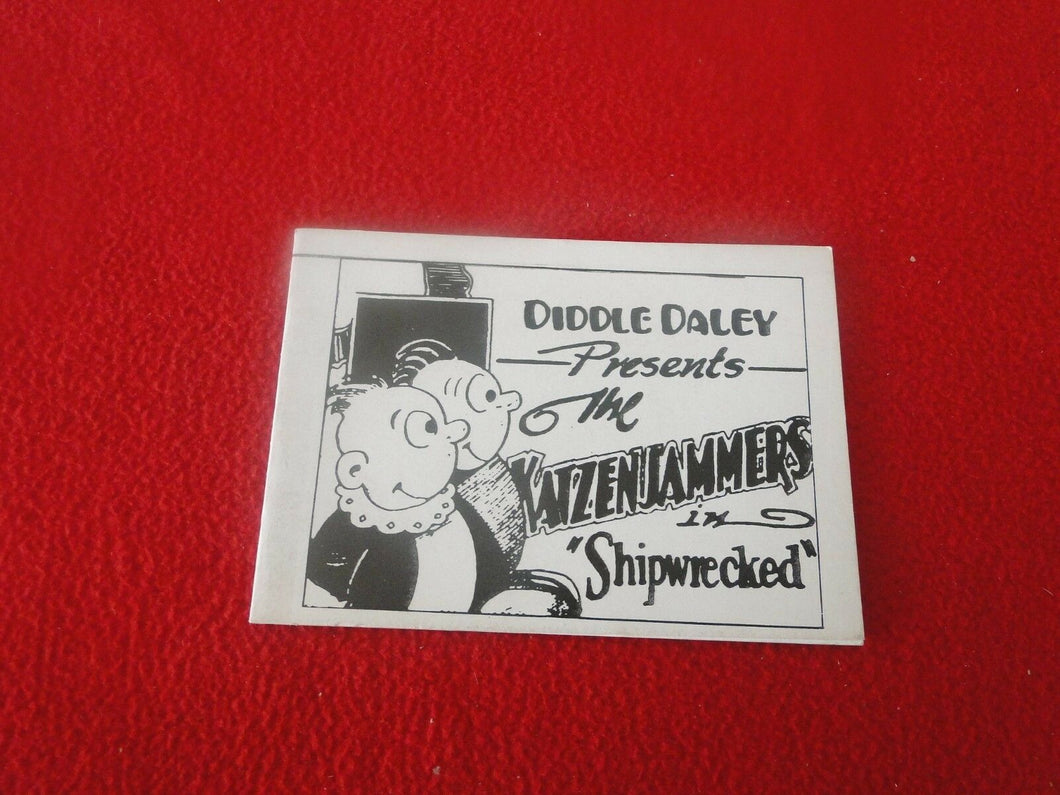 DIDDLE DALEY
Presents
The
KATZENJAMMERS
in
"Shipwrecked"